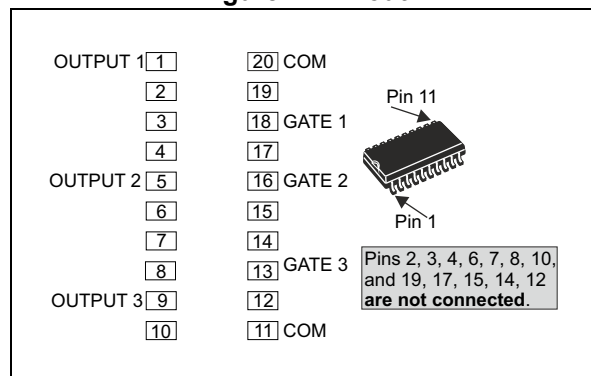 OUTPUT 1 1 20 COM
2 19
3 18 GATE 1
4 17
OUTPUT 2 5 16 GATE 2
6 15
7 14
8 13 GATE 3
OUTPUT 3 9 12
10 11 COM
Pin 11
Pin 1
Pins 2, 3, 4, 6, 7, 8, 10,
and 19, 17, 15, 14, 12
are not connected.